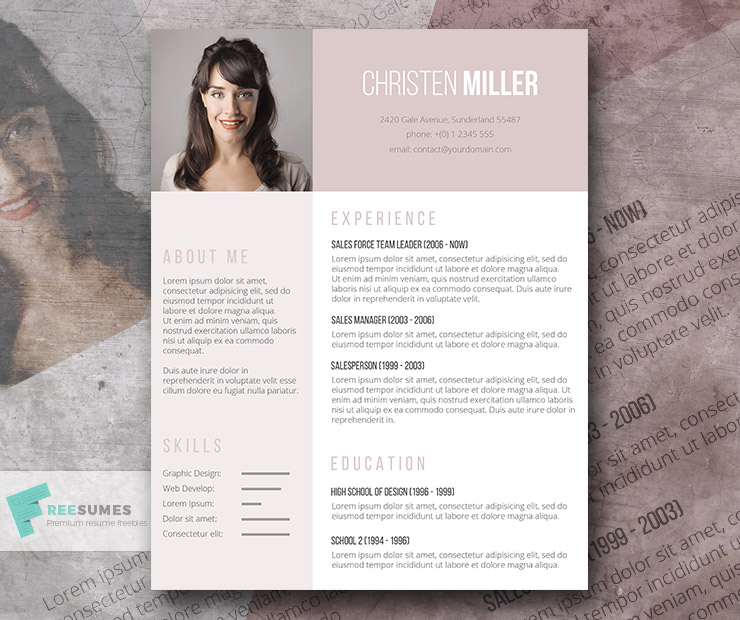 CHRISTEN MILLER
2420 Gale Avenue, Sunderland 55487
phone: +(0) 1 2345 555
email: contact@yourdomain.com
ABOUT ME
Lorem ipsum dolor sit amet,
consectetur adipisicing elit, sed do
eiusmod tempor incididunt ut
labore et dolore magna aliqua.
Ut enim ad minim veniam, quis
nostrud exercitation ullamco laboris
nisi ut aliquip ex ea commodo
consequat.
Duis aute irure dolor in
reprehenderit in voluptate velit esse
cillum dolore eu fugiat nulla pariatur.
SKILLS
Graphic Design:
Web Develop:
Lorem Ipsum:
Dolor sit amet:
Consectetur elit:
EXPERIENCE
SALES FORCE TEAM LEADER (2006 - NOW)
Lorem ipsum dolor sit amet, consectetur adipisicing elit, sed do
eiusmod tempor incididunt ut labore et dolore magna aliqua.
Ut enim ad minim veniam, quis nostrud exercitation ullamco laboris
nisi ut aliquip ex ea commodo consequat. Duis aute irure dolor
in reprehenderit in voluptate velit.
SALES MANAGER (2003 - 2006)
Lorem ipsum dolor sit amet, consectetur adipisicing elit, sed do
eiusmod tempor incididunt ut labore et dolore magna aliqua.
SALESPERSON (1999 - 2003)
Lorem ipsum dolor sit amet, consectetur adipisicing elit, sed do
eiusmod tempor incididunt ut labore et dolore magna aliqua. Ut
enim ad minim veniam, quis nostrud exercitation ullamco laboris nisi
ut aliquip ex ea commodo consequat. Duis aute irure dolor in
reprehenderit in.
EDUCATION
HIGH SCHOOL OF DESIGN (1996 - 1999)
Lorem ipsum dolor sit amet, consectetur adipisicing elit, sed do
eiusmod tempor incididunt ut labore et dolore magna aliqua.
SCHOOL 2 (1994 - 1996)
Lorem ipsum dolor sit amet, consectetur adipisicing elit, sed do
eiusmod tempor incididunt ut labore et dolore magna aliqua.
FREESUMES
Premium resume freebies